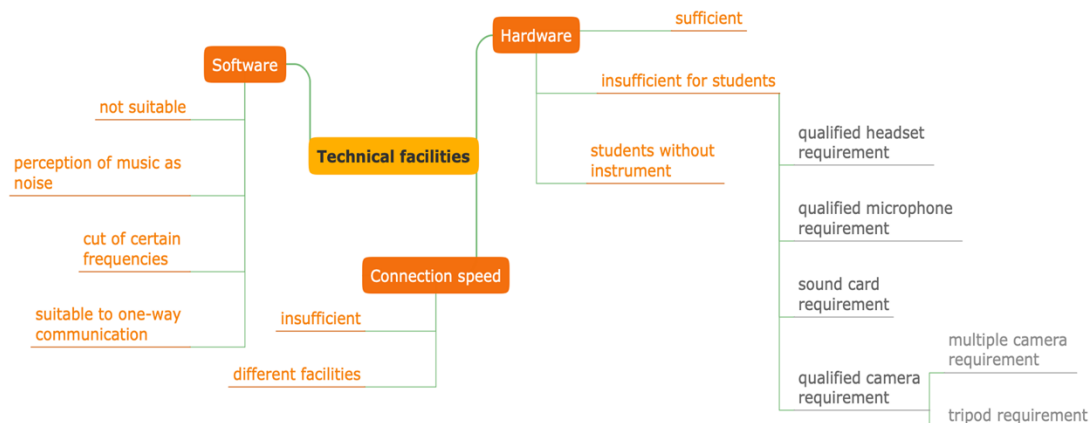 Technical facilities
Software
not suitable
perception of music as
noise
cut of certain
frequencies
suitable to one-way
communication
Hardware
sufficient
insufficient for students
qualified headset
requirement
qualified microphone
requirement
sound card
requirement
qualified camera
requirement
multiple camera
requirement
tripod requirement
students without
instrument
Connection speed
insufficient
different facilities